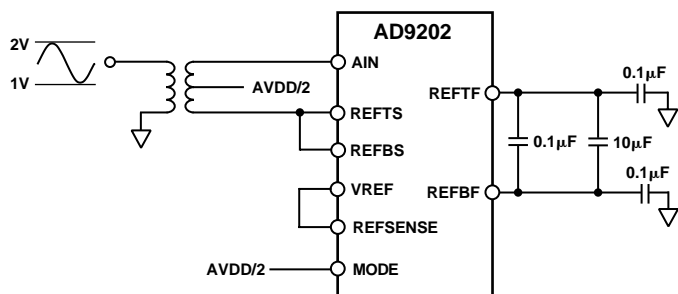 AD9202
2V
1V
AIN
AVDD/2
REFTS
REFBS
VREF
REFSENSE
AVDD/2
MODE
REFTF
REFBF
0.1µF
0.1µF
10µF
0.1µF